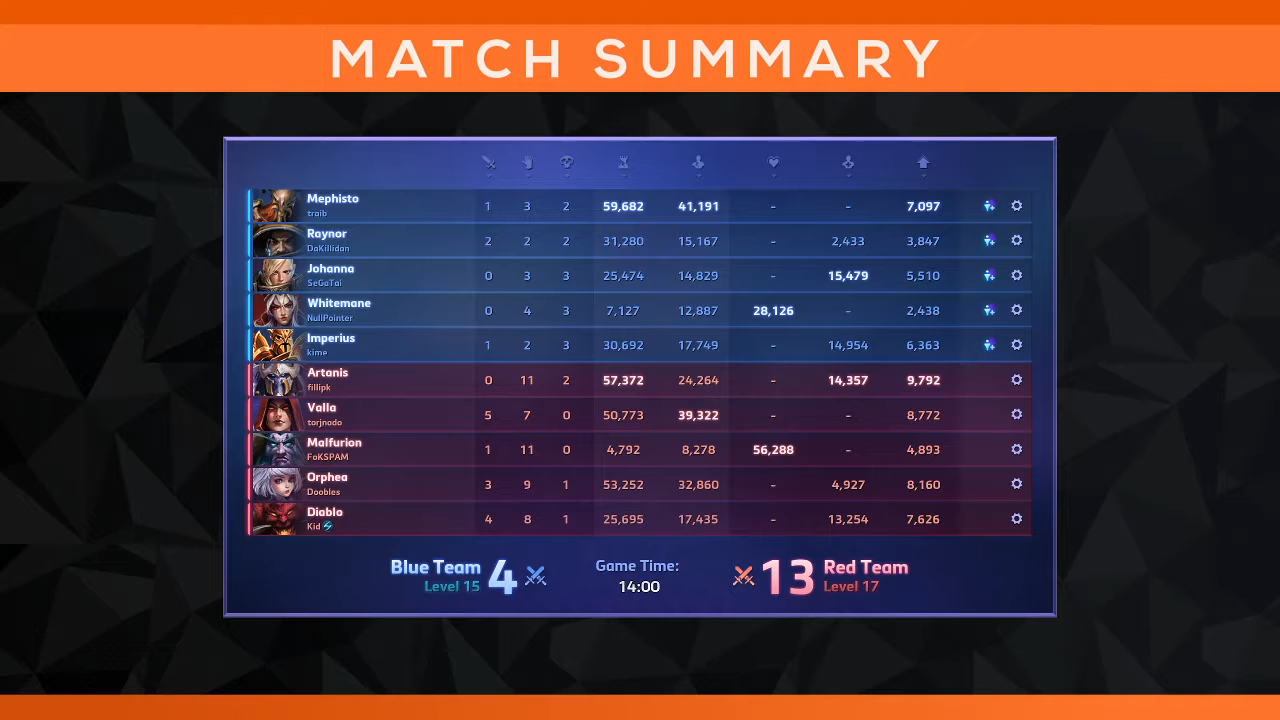 MATCH SUMMARY
Mephisto
traib
1 3 2 59,682 41,191 - - 7,097
Raynor
DaKillidan
2 2 2 31,280 15,167 - 2,433 3,847
Johanna
SeGaTai
0 3 3 25,474 14,829 - 15,479 5,510
Whitemane
NullPointer
0 4 3 7,127 12,887 28,126 - 2,438
Imperius
kime
1 2 3 30,692 17,749 - 14,954 6,363
Artanis
fillipk
0 11 2 57,372 24,264 - 14,357 9,792
Valla
torjnado
5 7 0 50,773 39,322 - - 8,772
Malfurion
FoKSPAM
1 11 0 4,792 8,278 56,288 - 4,893
Orphea
Doobles
3 9 1 53,252 32,860 - 4,927 8,160
Diablo
Kid
4 8 1 25,695 17,435 - 13,254 7,626
Blue Team
Level 15
4
Game Time:
14:00
13
Red Team
Level 17